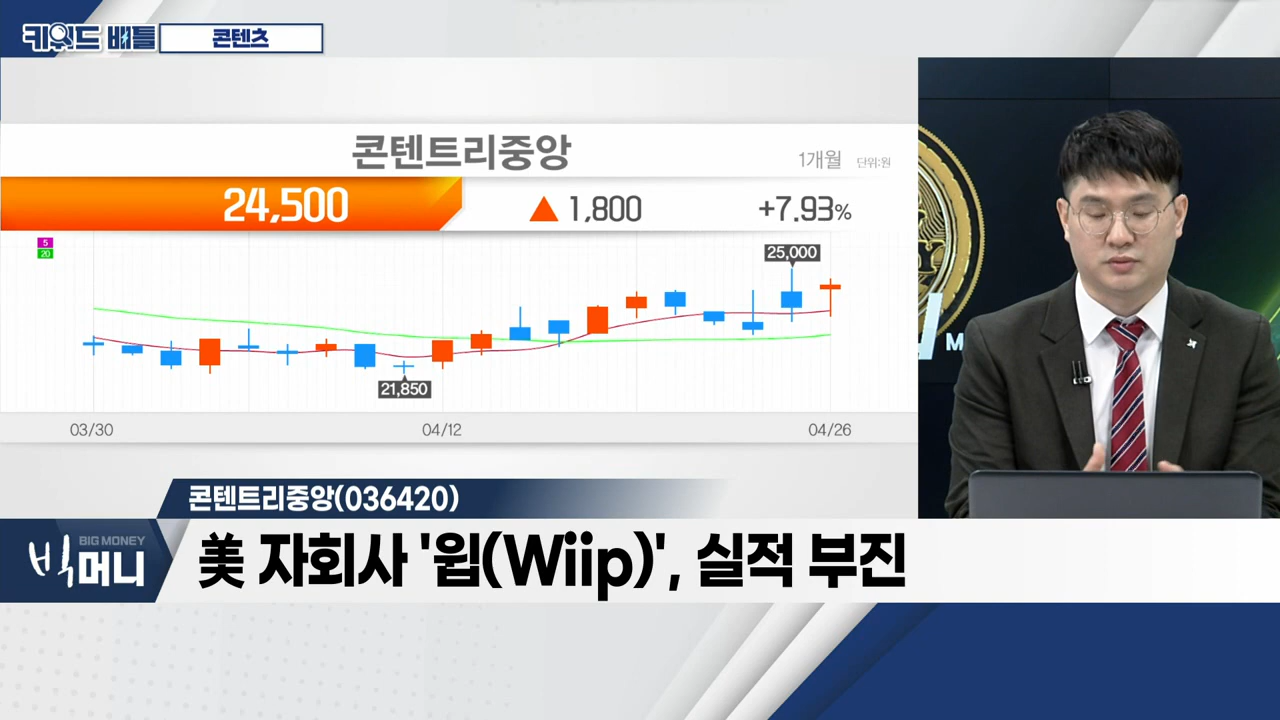 키워드 배틀
콘텐츠
콘텐트리중앙
1개월 단위:원
24,500 ▲ 1,800 +7.93%
5
20
25,000
21,850
03/30 04/12 04/26
M
콘텐트리중앙(036420)
BIG MONEY
빅머니
美 자회사 '윕(Wiip)', 실적 부진